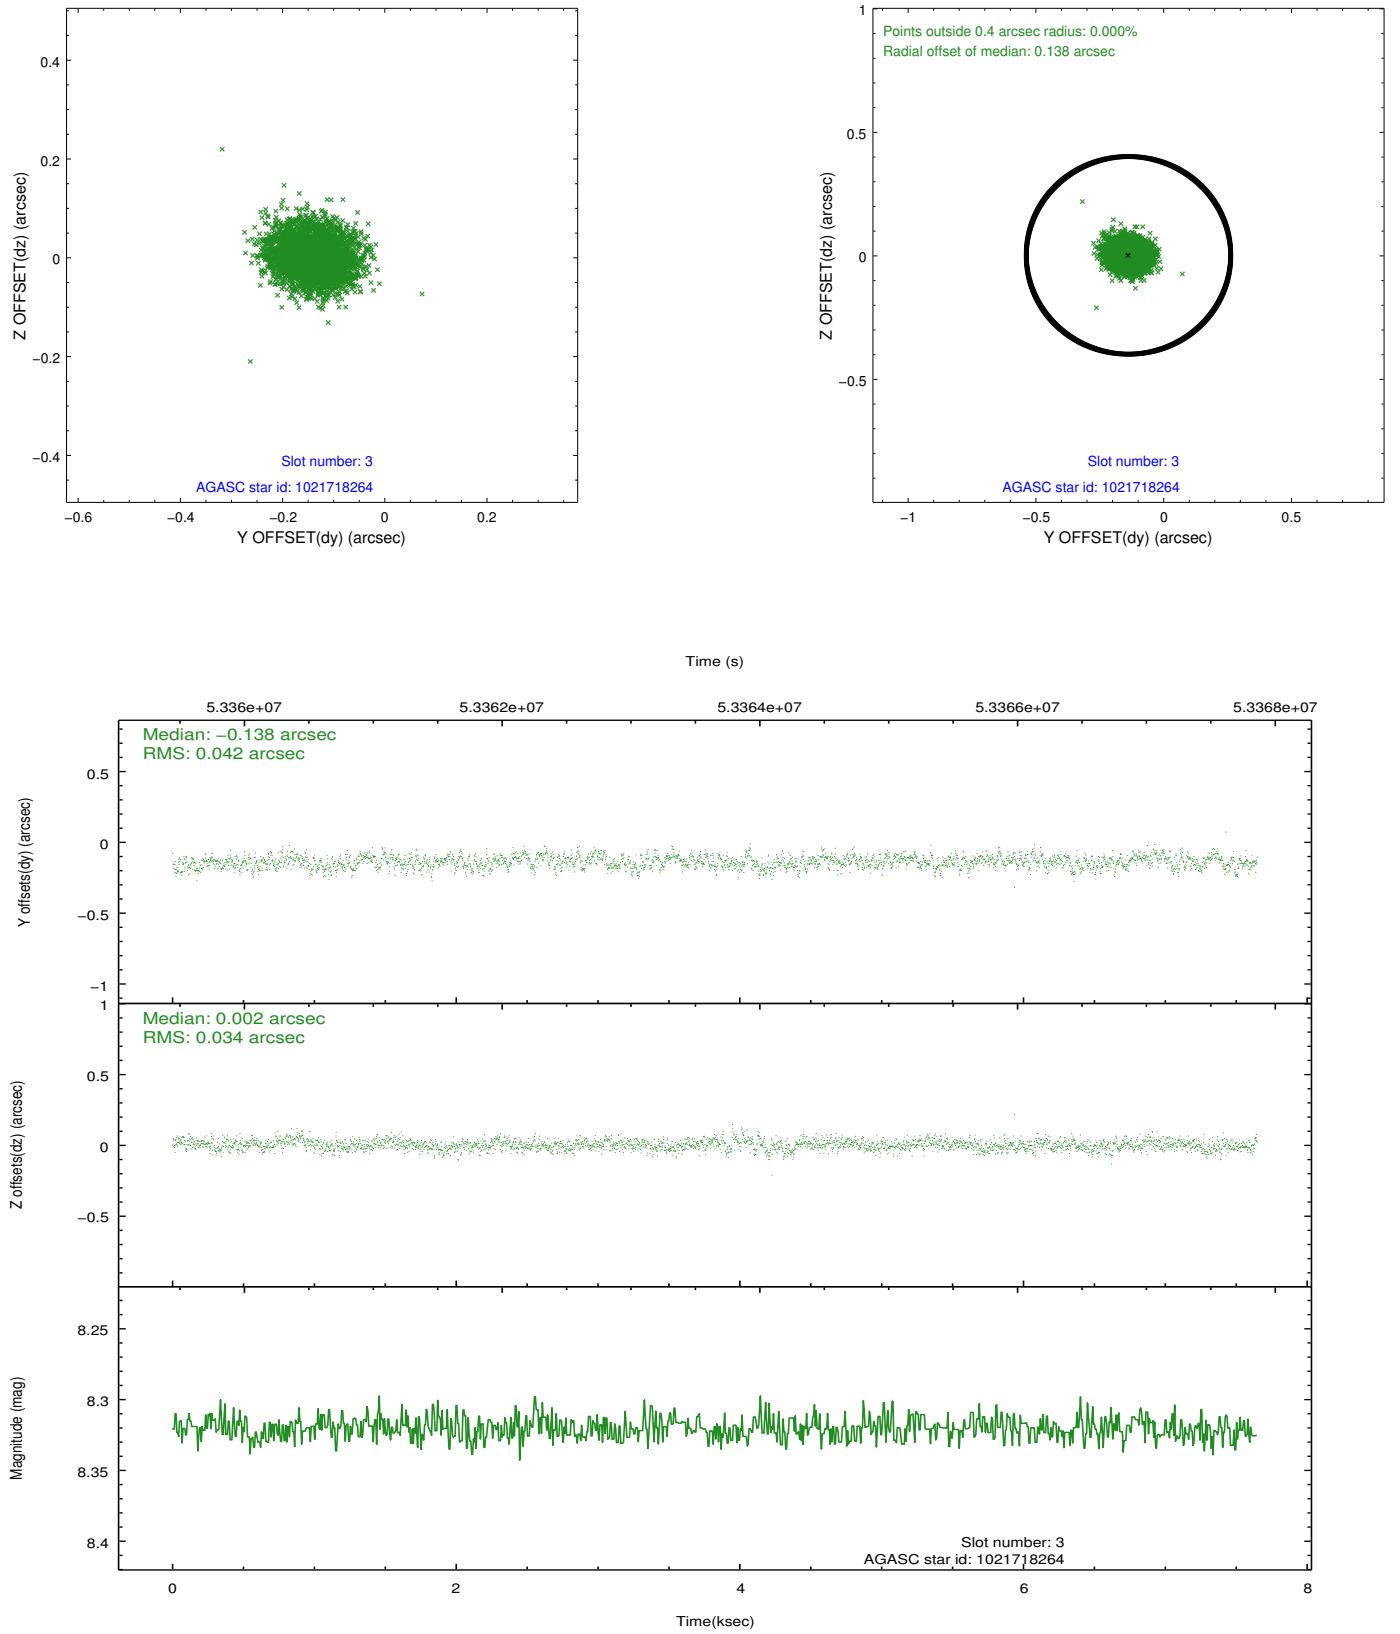 0.4
0.2
0
−0.2
−0.4
Z OFFSET(dz) (arcsec)
Slot number: 3
AGASC star id: 1021718264
−0.6 −0.4 −0.2 0 0.2
Y OFFSET(dy) (arcsec)
1
0.5
0
−0.5
Z OFFSET(dz) (arcsec)
Points outside 0.4 arcsec radius: 0.000%
Radial offset of median: 0.138 arcsec
Slot number: 3
AGASC star id: 1021718264
−1 −0.5 0 0.5
Y OFFSET(dy) (arcsec)
Time (s)
5.336e+07 5.3362e+07 5.3364e+07 5.3366e+07 5.3368e+07
Median: −0.138 arcsec
RMS: 0.042 arcsec
0.5
0
−0.5
−1
Y offsets(dy) (arcsec)
Median: 0.002 arcsec
RMS: 0.034 arcsec
1
0.5
0
−0.5
Z offsets(dz) (arcsec)
8.25
8.3
8.35
8.4
Magnitude (mag)
Slot number: 3
AGASC star id: 1021718264
0 2 4 6 8
Time(ksec)